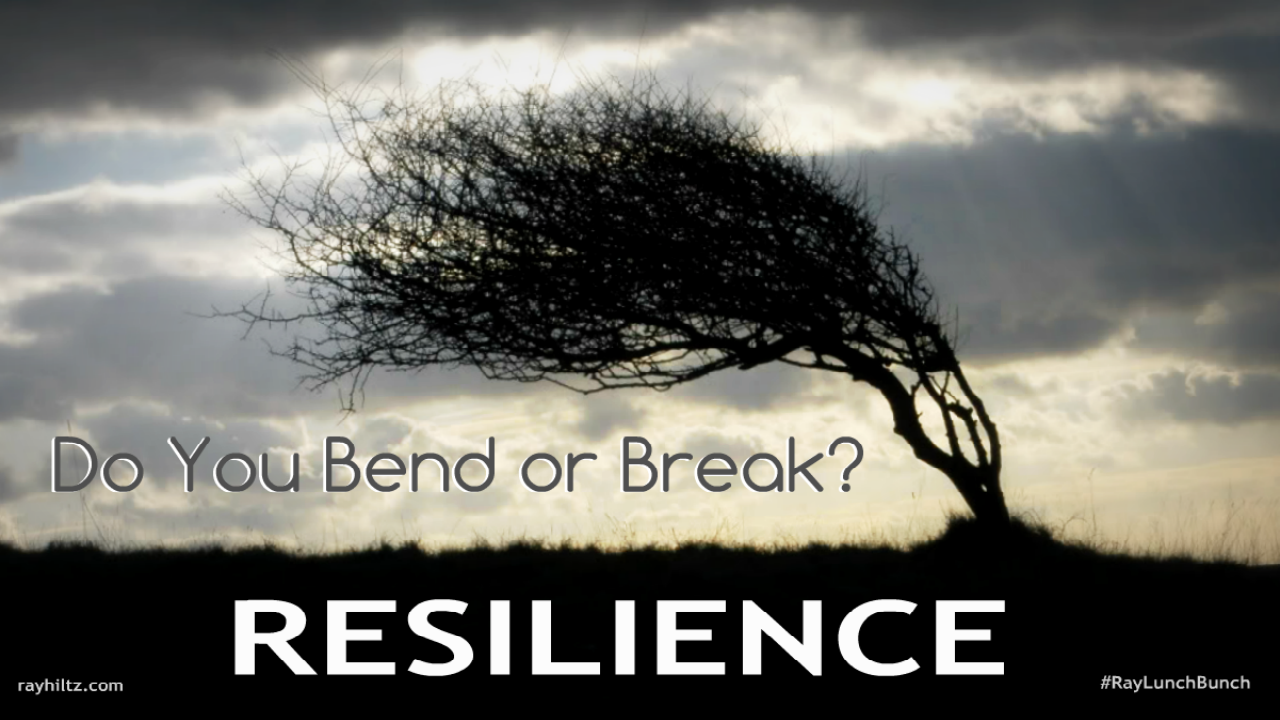 Do You Bend or Break?
RESILIENCE
rayhiltz.com
#RayLunchBunch